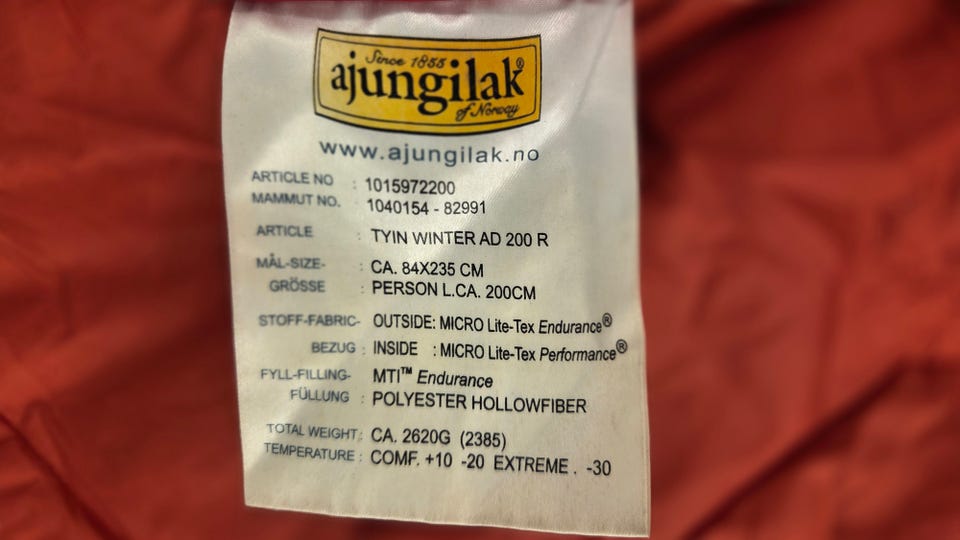 Since 1855
ajungilak®
of Norway
www.ajungilak.no
ARTICLE NO : 1015972200
MAMMUT NO. : 1040154 - 82991
ARTICLE : TYIN WINTER AD 200 R
MÅL-SIZE- : CA. 84X235 CM
GRÖSSE : PERSON L.CA. 200CM
STOFF-FABRIC- OUTSIDE: MICRO Lite-Tex Endurance®
BEZUG : INSIDE : MICRO Lite-Tex Performance®
FYLL-FILLING- MTI™ Endurance
FÜLLUNG : POLYESTER HOLLOWFIBER
TOTAL WEIGHT: CA. 2620G (2385)
TEMPERATURE : COMF. +10 -20 EXTREME . -30